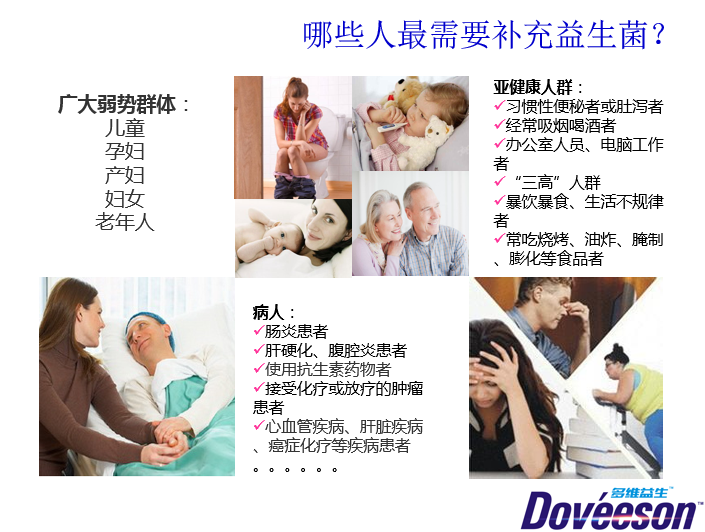 哪些人最需要补充益生菌？
广大弱势群体：
儿童
孕妇
产妇
妇女
老年人
亚健康人群：
✓习惯性便秘者或肚泻者
✓经常吸烟喝酒者
✓办公室人员、电脑工作
者
✓“三高”人群
✓暴饮暴食、生活不规律
者
✓常吃烧烤、油炸、腌制
、膨化等食品者
病人：
✓肠炎患者
✓肝硬化、腹腔炎患者
✓使用抗生素药物者
✓接受化疗或放疗的肿瘤
患者
✓心血管疾病、肝脏疾病
、癌症化疗等疾病患者
。。。。。。
多维益生™
Dovéeson™